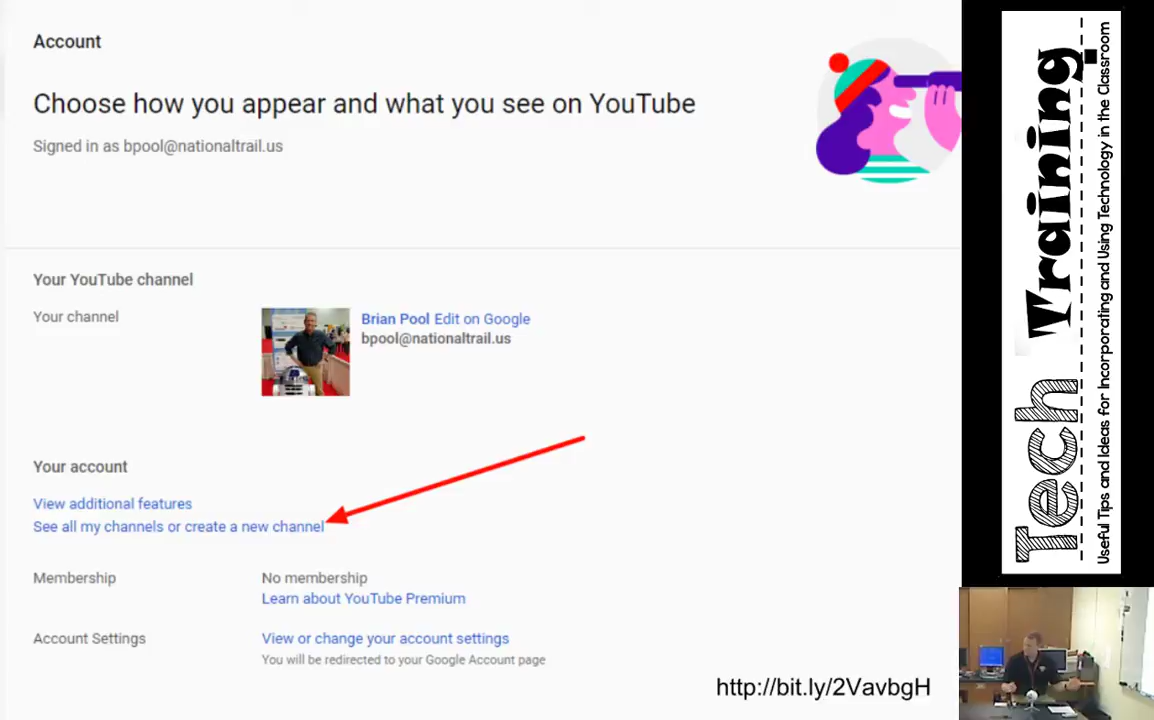 Account
Choose how you appear and what you see on YouTube
Signed in as bpool@nationaltrail.us
Your YouTube channel
Your channel
Brian Pool Edit on Google
bpool@nationaltrail.us
Your account
View additional features
See all my channels or create a new channel
Membership No membership
Learn about YouTube Premium
Account Settings View or change your account settings
You will be redirected to your Google Account page
http://bit.ly/2VavbgH
Tech Training
Useful Tips and Ideas for Incorporating and Using Technology in the Classroom